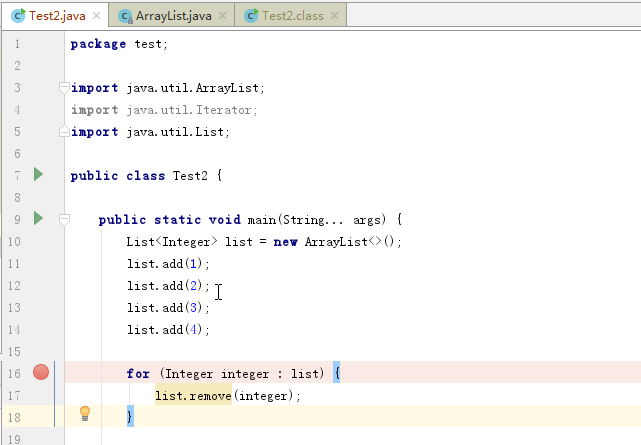 Test2.java ArrayList.java Test2.class
1 package test;
2
3 import java.util.ArrayList;
4 import java.util.Iterator;
5 import java.util.List;
6
7 public class Test2 {
8
9 public static void main(String... args) {
10 List<Integer> list = new ArrayList<>();
11 list.add(1);
12 list.add(2);
13 list.add(3);
14 list.add(4);
15
16 for (Integer integer : list) {
17 list.remove(integer);
18 }
19